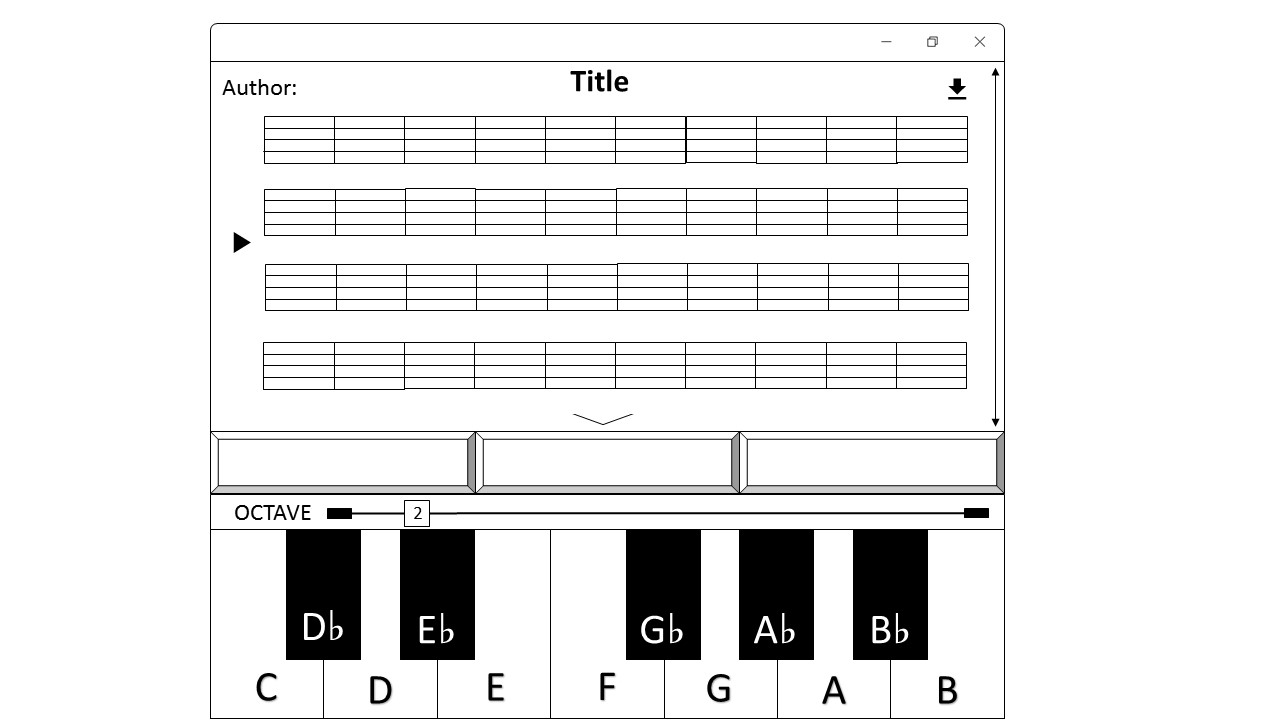 Title
Author:
OCTAVE 2
D♭ E♭ G♭ A♭ B♭
C D E F G A B